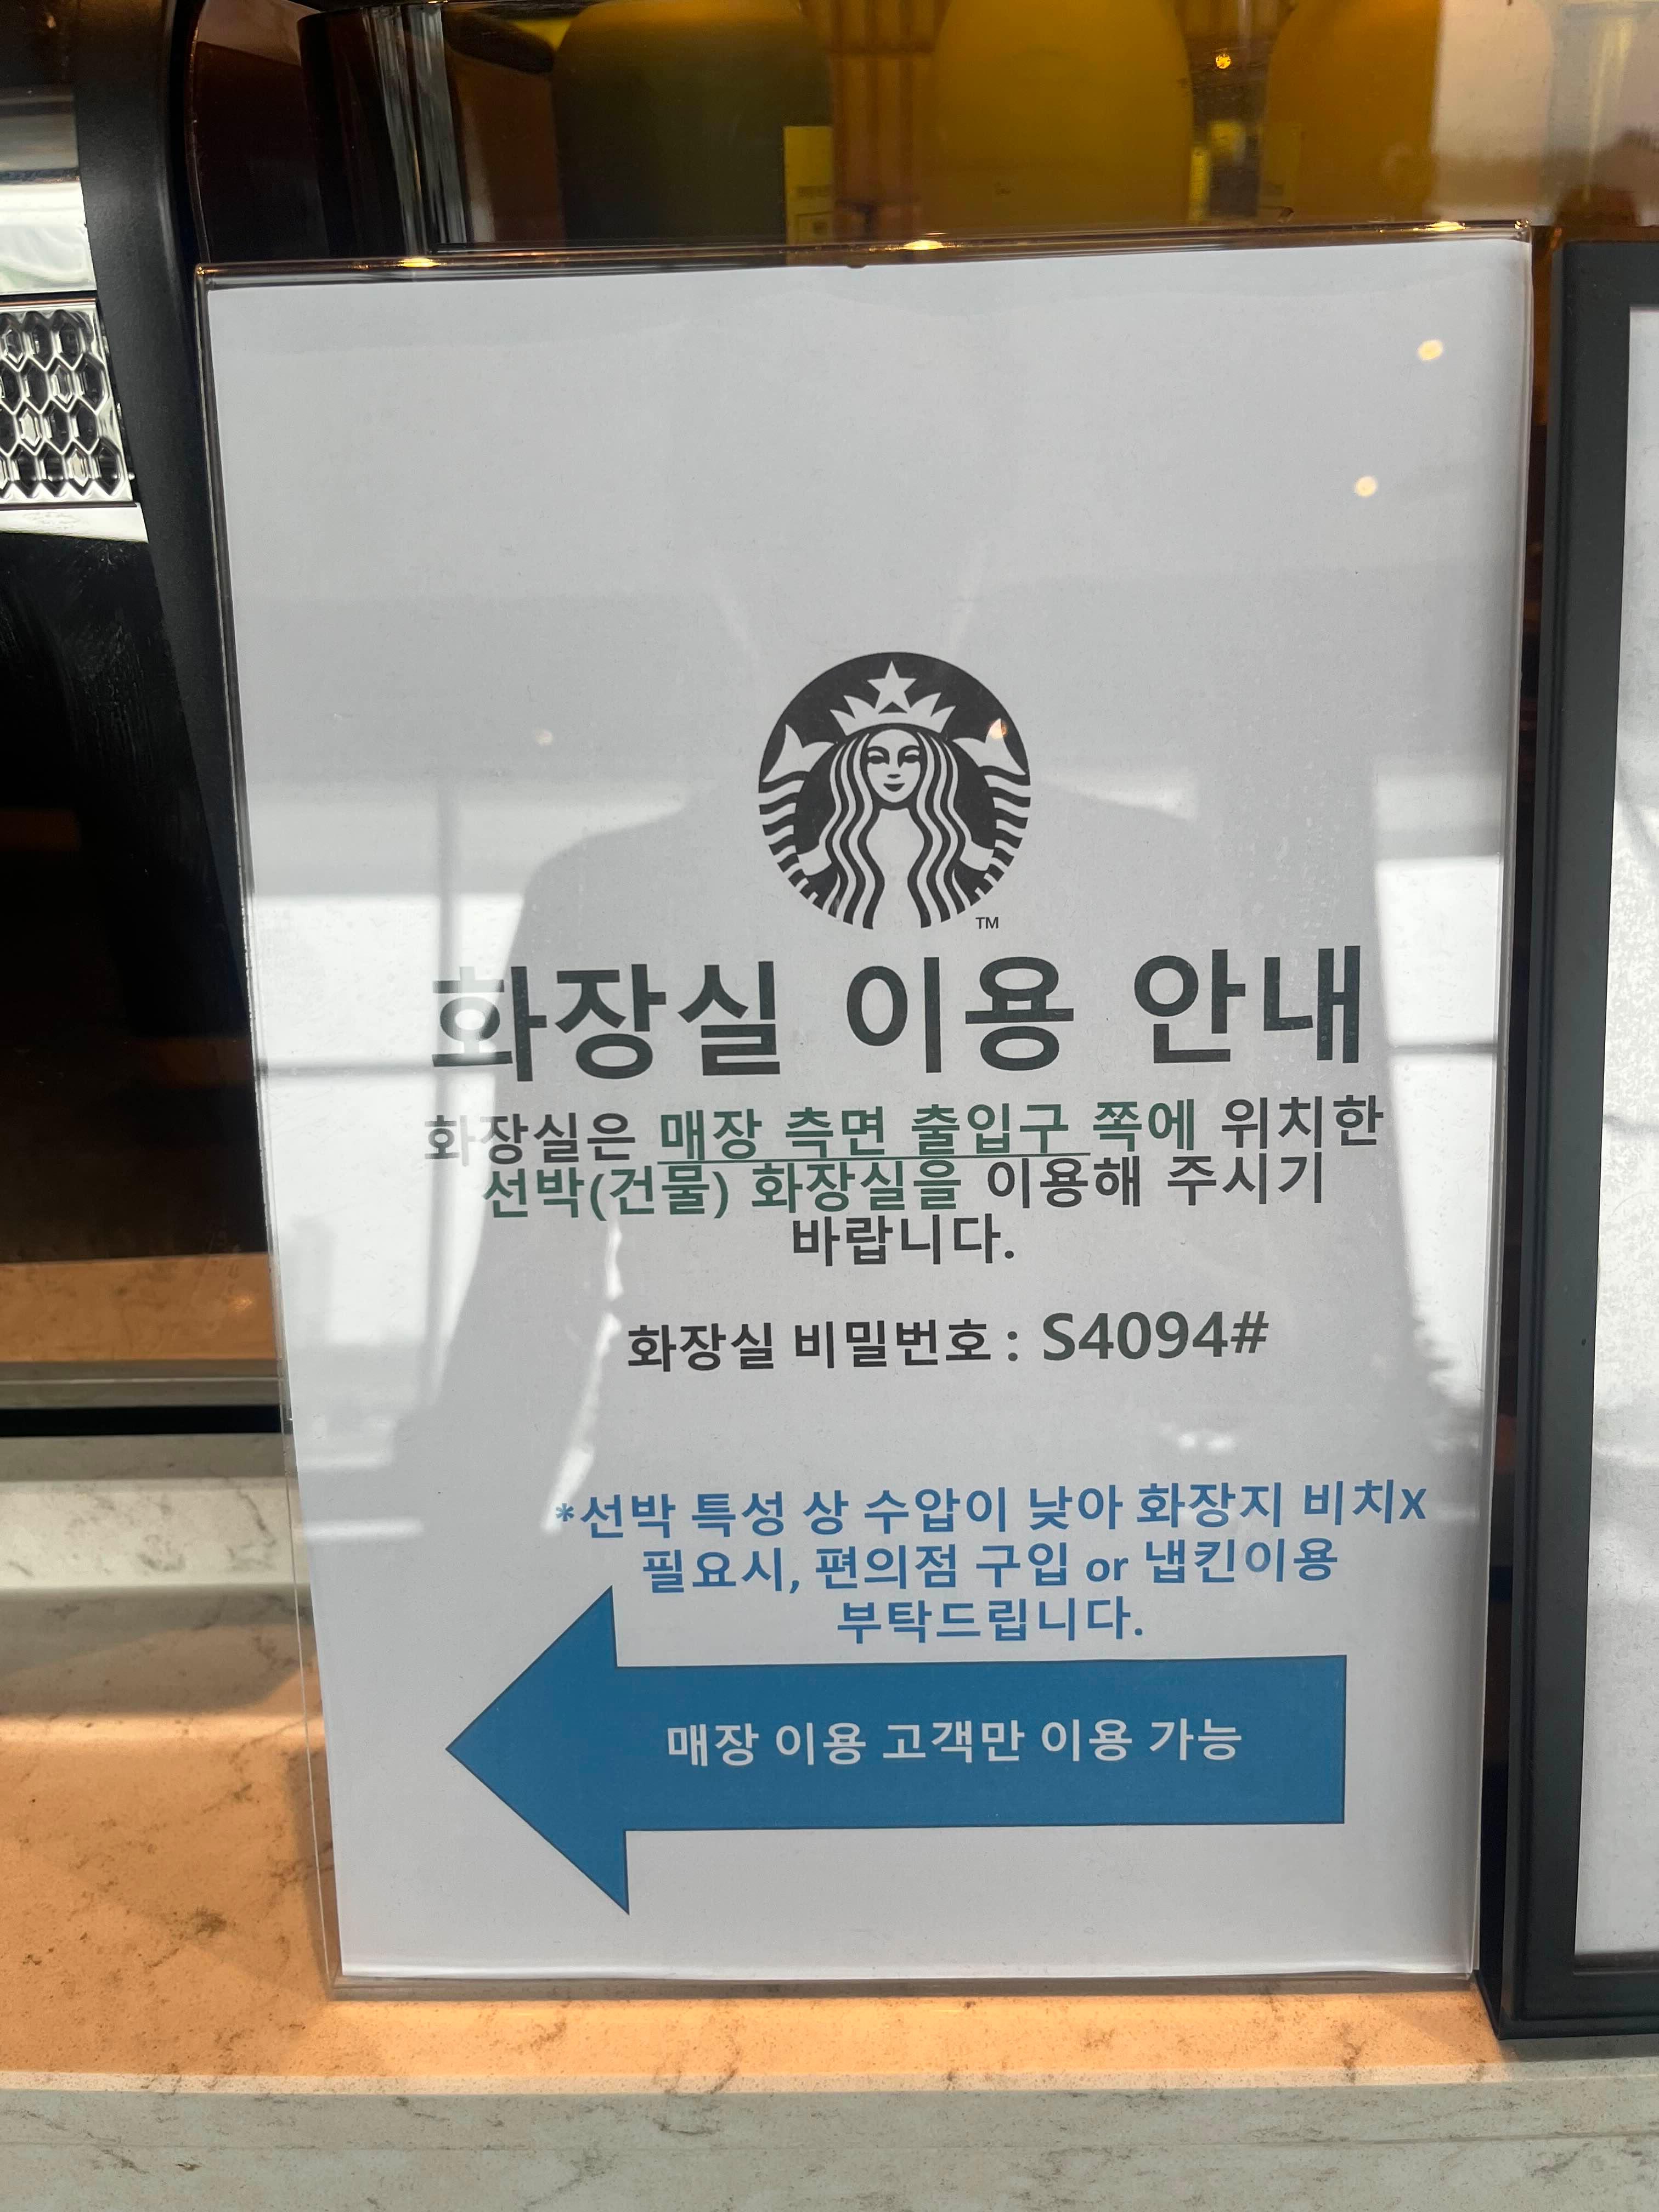 TM
화장실 이용 안내
화장실은 매장 측면 출입구 쪽에 위치한
선박(건물) 화장실을 이용해 주시기
바랍니다.
화장실 비밀번호 : S4094#
*선박 특성 상 수압이 낮아 화장지 비치x
필요시, 편의점 구입 or 냅킨이용
부탁드립니다.
매장 이용 고객만 이용 가능